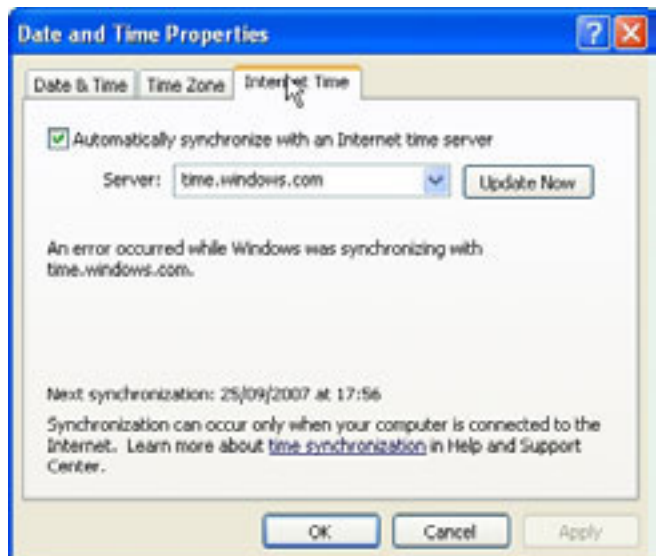 Date and Time Properties
Date & Time Time Zone Internet Time
Automatically synchronize with an Internet time server
Server: time.windows.com Update Now
An error occurred while Windows was synchronizing with
time.windows.com.
Next synchronization: 25/09/2007 at 17:56
Synchronization can occur only when your computer is connected to the
Internet. Learn more about time synchronization in Help and Support
Center.
OK Cancel Apply